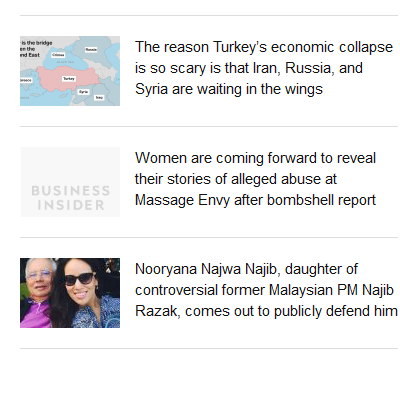 is the bridge
en the
nd East
Crimea
Russia
Greece
Turkey
Syria
Iraq
The reason Turkey's economic collapse
is so scary is that Iran, Russia, and
Syria are waiting in the wings
BUSINESS
INSIDER
Women are coming forward to reveal
their stories of alleged abuse at
Massage Envy after bombshell report
Nooryana Najwa Najib, daughter of
controversial former Malaysian PM Najib
Razak, comes out to publicly defend him